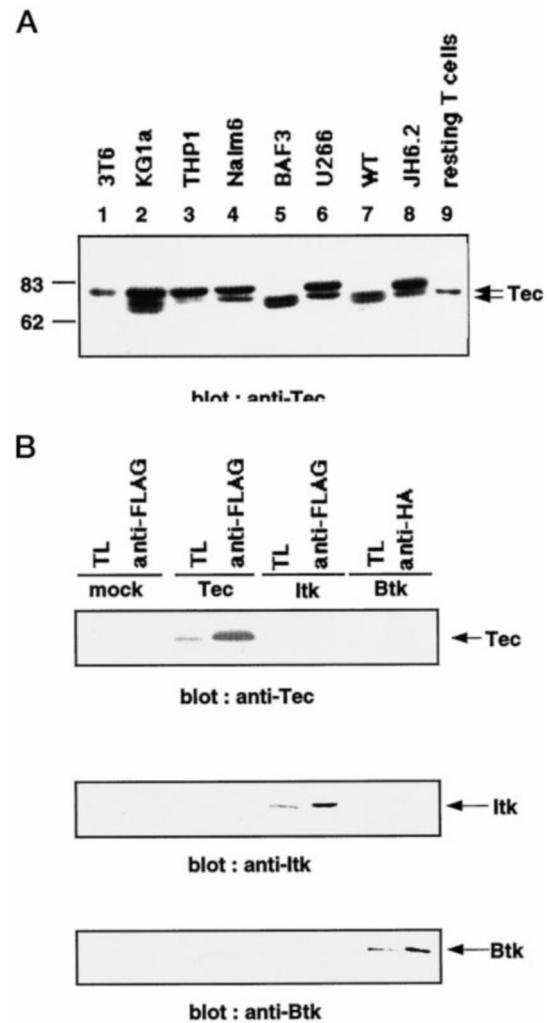 A
3T6 KG1a THP1 Nalm6 BAF3 U266 WT JH6.2 resting T cells
1 2 3 4 5 6 7 8 9
83
Tec
62
blot : anti-Tec
B
TL anti-FLAG TL anti-FLAG TL anti-FLAG TL anti-HA
mock Tec Itk Btk
Tec
blot : anti-Tec
Itk
blot : anti-Itk
Btk
blot : anti-Btk